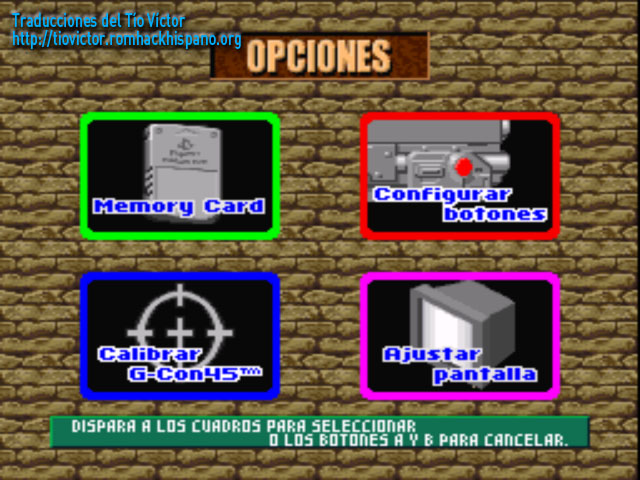 Traducciones del Tio Victor
http://tiovictor.romhackhispano.org
OPCIONES
Memory Card
Configurar
botones
Calibrar
G-Con45™
Ajustar
pantalla
DISPARA A LOS CUADROS PARA SELECCIONAR
O LOS BOTONES A Y B PARA CANCELAR.